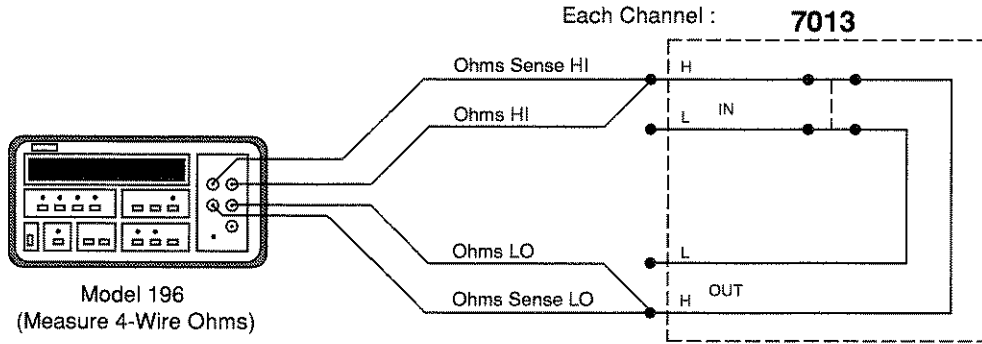 Each Channel :
7013
Ohms Sense HI
H
Ohms HI
L
IN
Ohms LO
L
OUT
Ohms Sense LO
H
Model 196
(Measure 4-Wire Ohms)